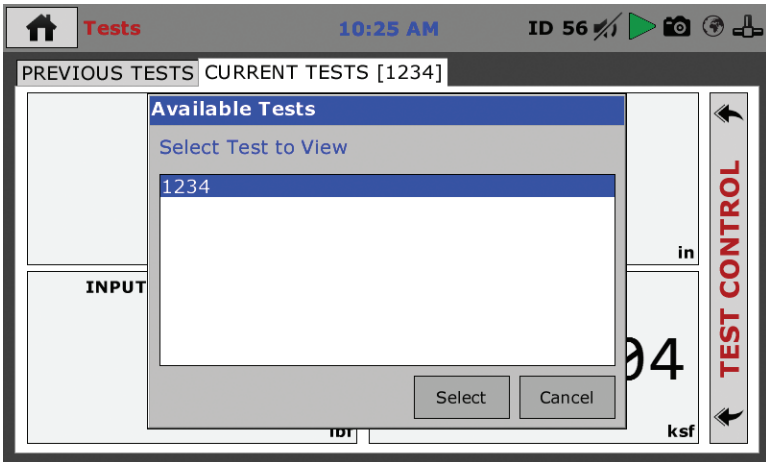 Tests 10:25 AM ID 56
PREVIOUS TESTS CURRENT TESTS [1234]
Available Tests
Select Test to View
1234
in
INPUT
04
Select Cancel
lbf ksf
TEST CONTROL